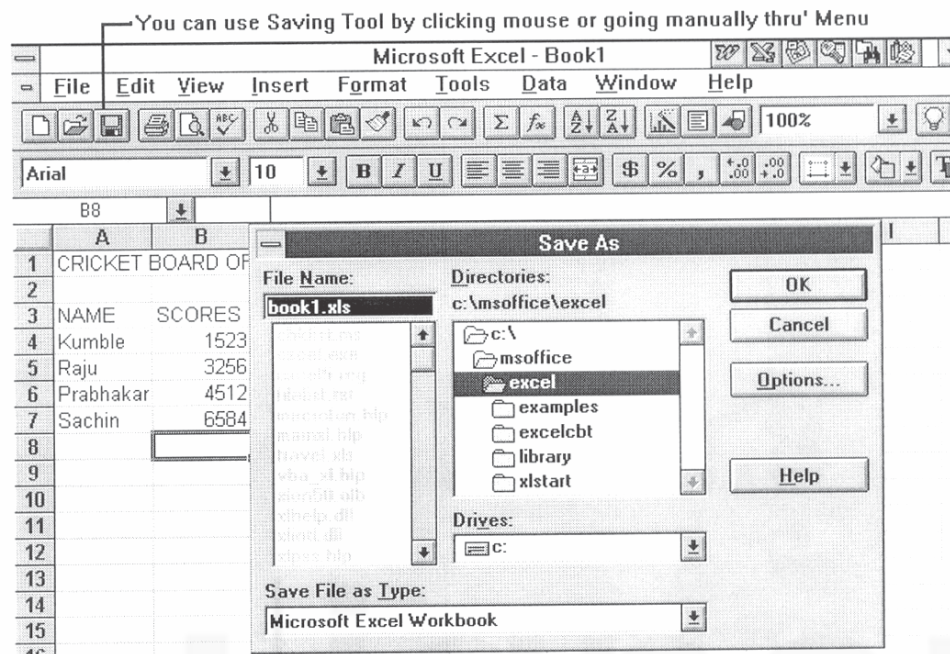 You can use Saving Tool by clicking mouse or going manually thru' Menu
Microsoft Excel - Book1
File Edit View Insert Format Tools Data Window Help
100%
Arial 10 B I U $ % ,
B8
A B I
1 CRICKET BOARD OF
2
3 NAME SCORES
4 Kumble 1523
5 Raju 3256
6 Prabhakar 4512
7 Sachin 6584
8
9
10
11
12
13
14
15
16
Save As
File Name:
book1.xls
Directories:
c:\msoffice\excel
c:\
msoffice
excel
examples
excelcbt
library
xlstart
Drives:
c:
Save File as Type:
Microsoft Excel Workbook
OK
Cancel
Options...
Help